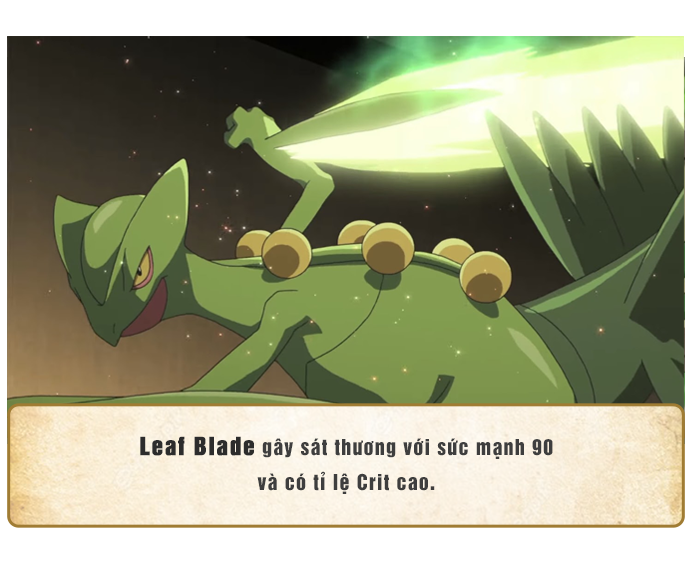 Leaf Blade gây sát thương với sức mạnh 90
và có tỉ lệ Crit cao.